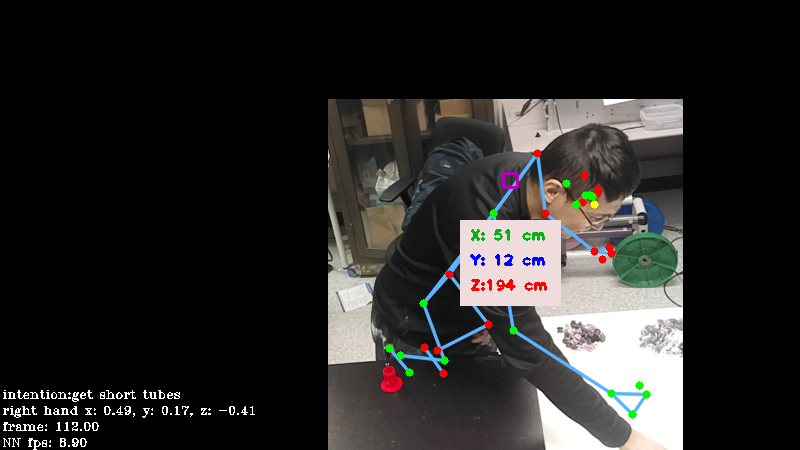 X: 51 cm
Y: 12 cm
Z:194 cm
intention:get short tubes
right hand x: 0.49, y: 0.17, z: -0.41
frame: 112.00
NN fps: 8.90